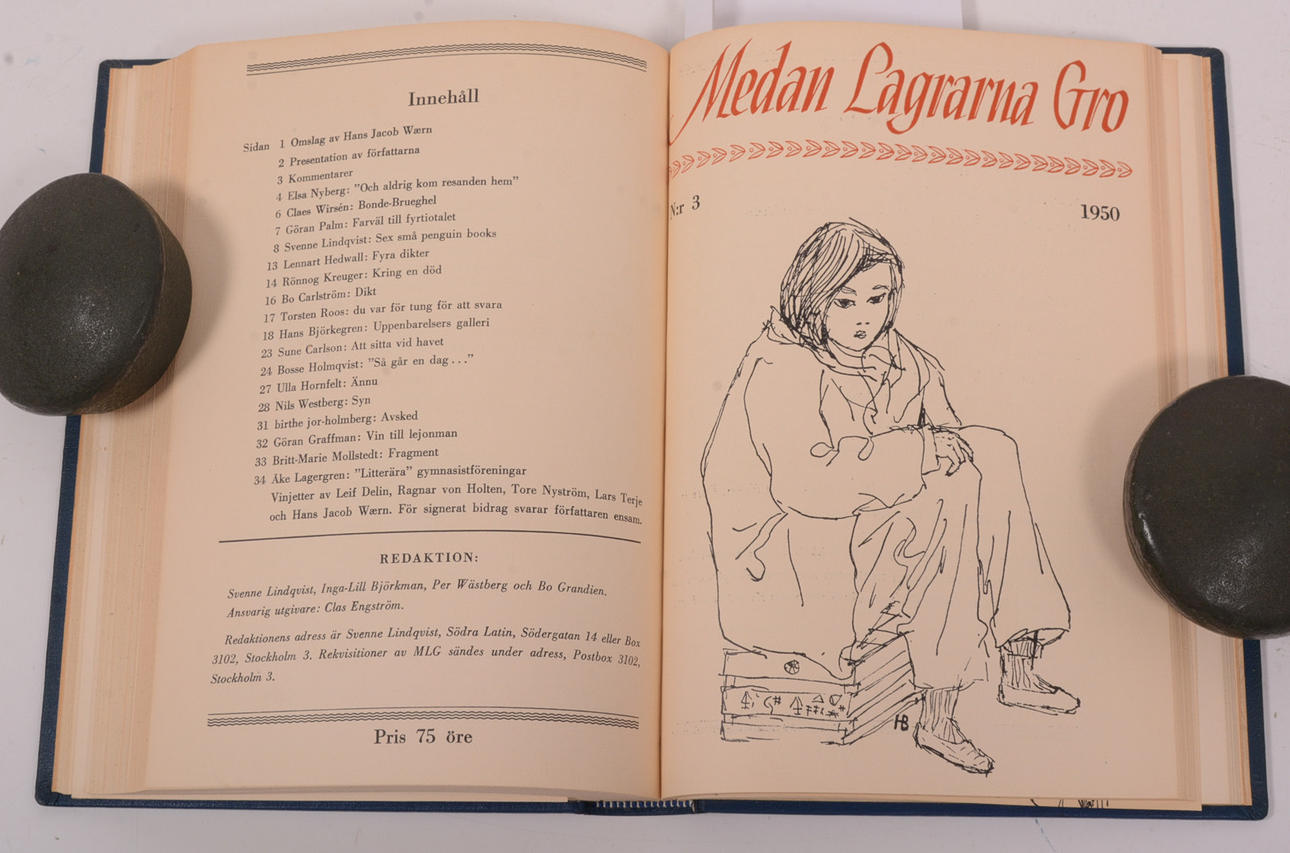 Innehåll
Sidan 1 Omslag av Hans Jacob Wærn
2 Presentation av författarna
3 Kommentarer
4 Elsa Nyberg: ”Och aldrig kom resanden hem”
6 Claes Wirsén: Bonde-Brueghel
7 Göran Palm: Farväl till fyrtiotalet
8 Svenne Lindqvist: Sex små penguin books
13 Lennart Hedwall: Fyra dikter
14 Rönnog Kreuger: Kring en död
16 Bo Carlström: Dikt
17 Torsten Roos: du var för tung för att svara
18 Hans Björkegren: Uppenbarelsers galleri
23 Sune Carlson: Att sitta vid havet
24 Bosse Holmqvist: ”Så går en dag . . .”
27 Ulla Hornfelt: Ännu
28 Nils Westberg: Syn
31 birthe jor-holmberg: Avsked
32 Göran Graffman: Vin till lejonman
33 Britt-Marie Mollstedt: Fragment
34 Åke Lagergren: ”Litterära” gymnasistföreningar
Vinjetter av Leif Delin, Ragnar von Holten, Tore Nyström, Lars Terje
och Hans Jacob Wærn. För signerat bidrag svarar författaren ensam.
REDAKTION:
Svenne Lindqvist, Inga-Lill Björkman, Per Wästberg och Bo Grandien.
Ansvarig utgivare: Clas Engström.
Redaktionens adress är Svenne Lindqvist, Södra Latin, Södergatan 14 eller Box
3102, Stockholm 3. Rekvisitioner av MLG sändes under adress, Postbox 3102,
Stockholm 3.
Pris 75 öre
Medan Lagrarna Gro
N:r 3
1950
HB